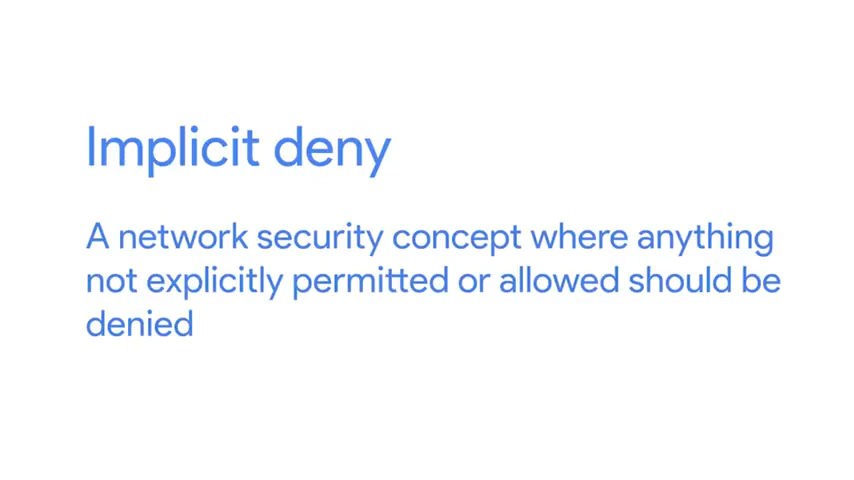 Implicit deny
A network security concept where anything
not explicitly permitted or allowed should be
denied